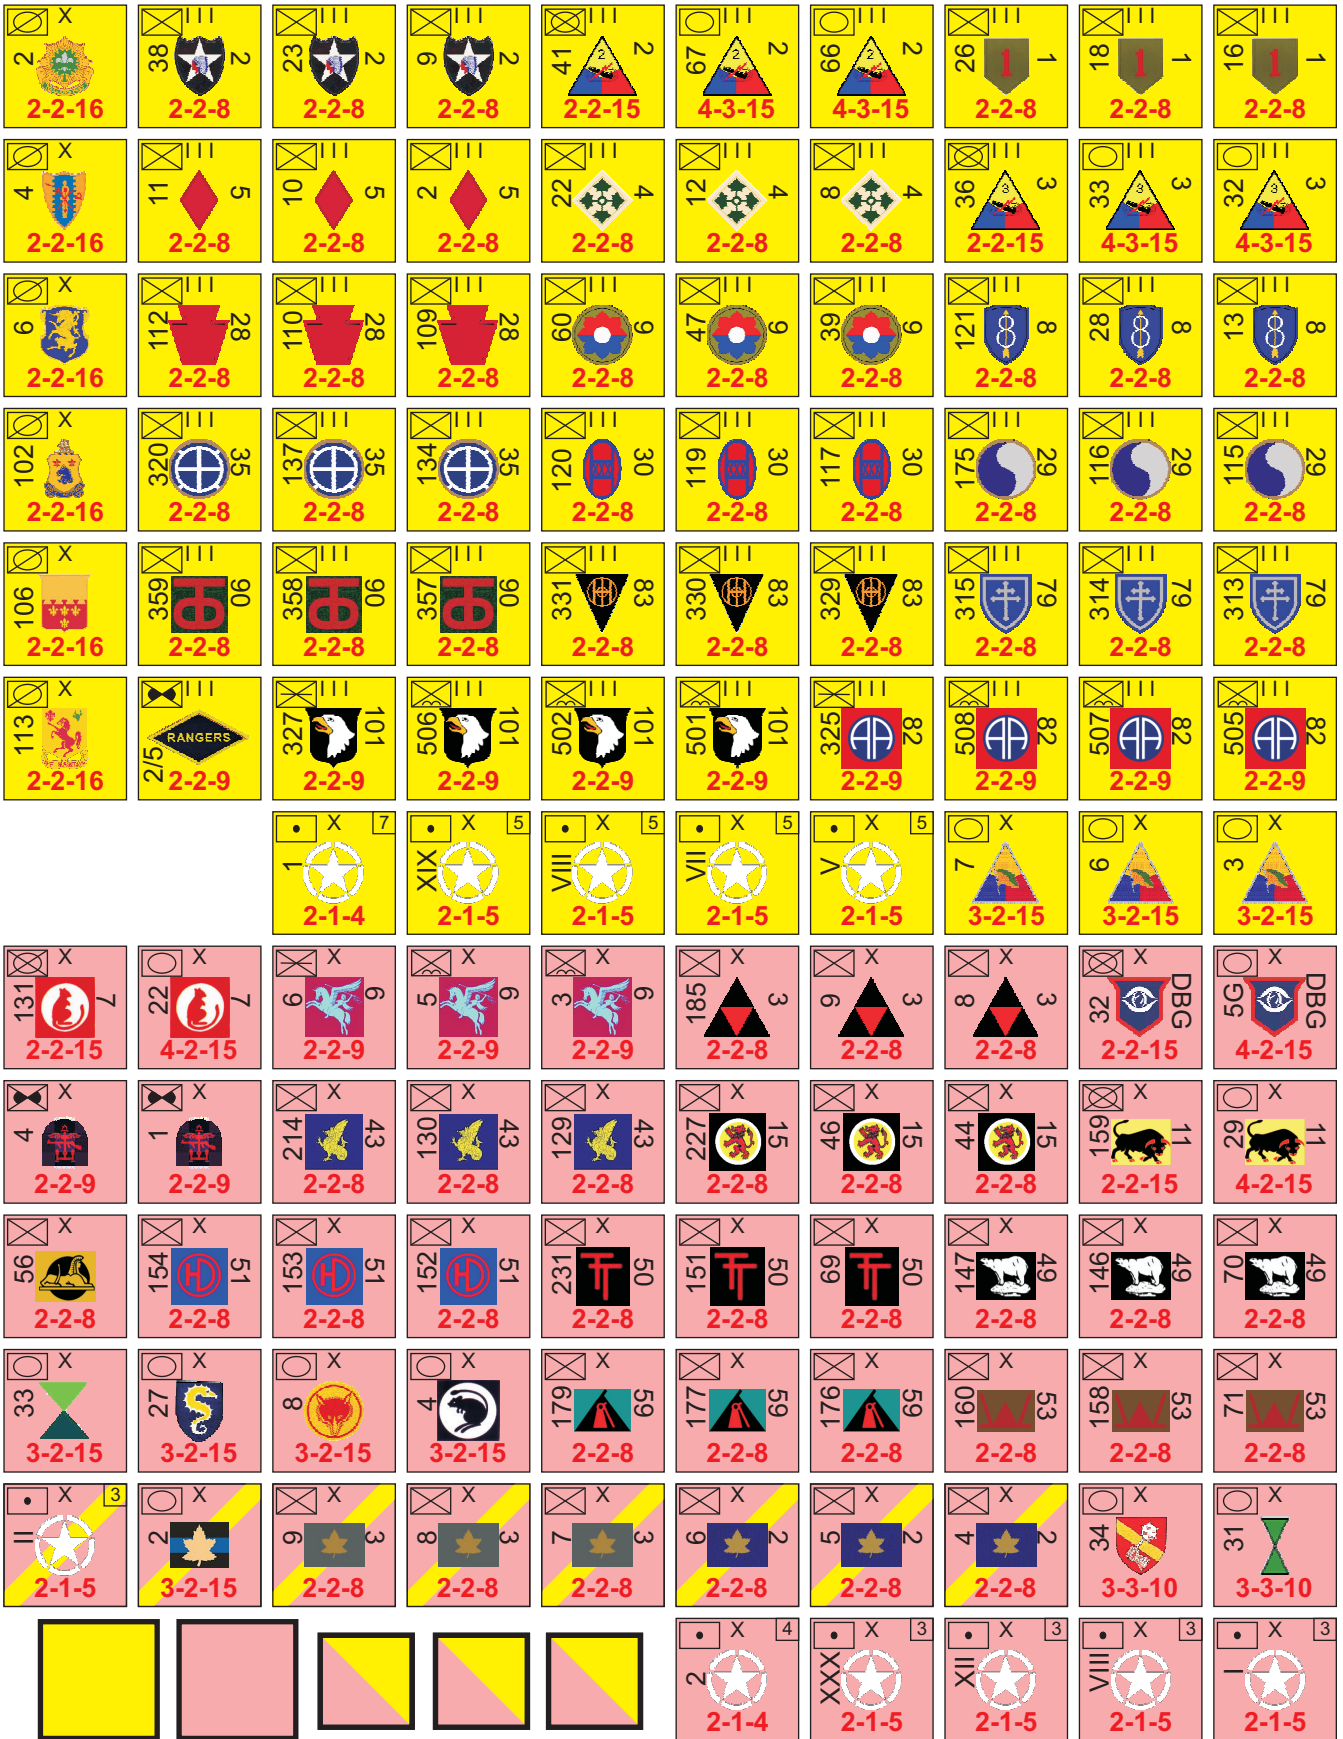 2 X 2-2-16
38 III 2 2-2-8
23 III 2 2-2-8
9 III 2 2-2-8
41 III 2 2 2-2-15
67 III 2 2 4-3-15
66 III 2 2 4-3-15
26 III 1 1 2-2-8
18 III 1 1 2-2-8
16 III 1 1 2-2-8
4 X 2-2-16
11 III 5 2-2-8
10 III 5 2-2-8
2 III 5 2-2-8
22 III 4 2-2-8
12 III 4 2-2-8
8 III 4 2-2-8
36 III 3 3 2-2-15
33 III 3 3 4-3-15
32 III 3 3 4-3-15
6 X 2-2-16
112 III 28 2-2-8
110 III 28 2-2-8
109 III 28 2-2-8
60 III 9 2-2-8
47 III 9 2-2-8
39 III 9 2-2-8
121 III 8 2-2-8
28 III 8 2-2-8
13 III 8 2-2-8
102 X 2-2-16
320 III 35 2-2-8
137 III 35 2-2-8
134 III 35 2-2-8
120 III 30 2-2-8
119 III 30 2-2-8
117 III 30 2-2-8
175 III 29 2-2-8
116 III 29 2-2-8
115 III 29 2-2-8
106 X 2-2-16
359 III 90 2-2-8
358 III 90 2-2-8
357 III 90 2-2-8
331 III 83 2-2-8
330 III 83 2-2-8
329 III 83 2-2-8
315 III 79 2-2-8
314 III 79 2-2-8
313 III 79 2-2-8
113 X 2-2-16
2/5 III RANGERS 2-2-9
327 III 101 2-2-9
506 III 101 2-2-9
502 III 101 2-2-9
501 III 101 2-2-9
325 III 82 2-2-9
508 III 82 2-2-9
507 III 82 2-2-9
505 III 82 2-2-9
1 X 7 2-1-4
XIX X 5 2-1-5
VIII X 5 2-1-5
VII X 5 2-1-5
V X 5 2-1-5
7 X 3-2-15
6 X 3-2-15
3 X 3-2-15
131 X 7 2-2-15
22 X 7 4-2-15
6 X 6 2-2-9
5 X 6 2-2-9
3 X 6 2-2-9
185 X 3 2-2-8
9 X 3 2-2-8
8 X 3 2-2-8
32 X DBG 2-2-15
5G X DBG 4-2-15
4 X 2-2-9
1 X 2-2-9
214 X 43 2-2-8
130 X 43 2-2-8
129 X 43 2-2-8
227 X 15 2-2-8
46 X 15 2-2-8
44 X 15 2-2-8
159 X 11 2-2-15
29 X 11 4-2-15
56 X 2-2-8
154 X HD 51 2-2-8
153 X HD 51 2-2-8
152 X HD 51 2-2-8
231 X TT 50 2-2-8
151 X TT 50 2-2-8
69 X TT 50 2-2-8
147 X 49 2-2-8
146 X 49 2-2-8
70 X 49 2-2-8
33 X 3-2-15
27 X 3-2-15
8 X 3-2-15
4 X 3-2-15
179 X 59 2-2-8
177 X 59 2-2-8
176 X 59 2-2-8
160 X 53 2-2-8
158 X 53 2-2-8
71 X 53 2-2-8
II X 3 2-1-5
2 X 3-2-15
9 X 3 2-2-8
8 X 3 2-2-8
7 X 3 2-2-8
6 X 2 2-2-8
5 X 2 2-2-8
4 X 2 2-2-8
34 X 3-3-10
31 X 3-3-10
2 X 4 2-1-4
XXX X 3 2-1-5
XII X 3 2-1-5
VIII X 3 2-1-5
I X 3 2-1-5